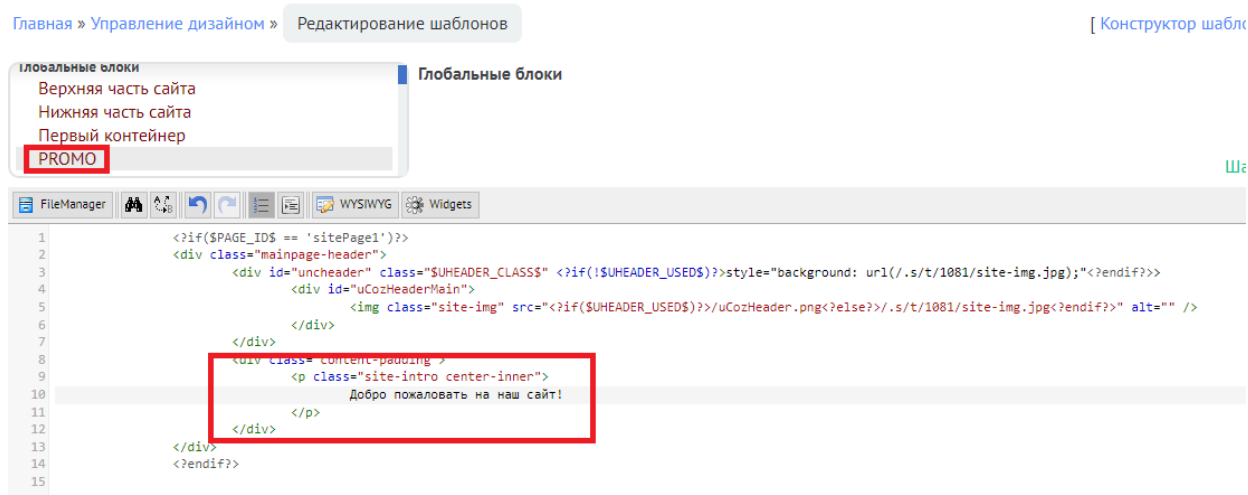 Главная » Управление дизайном » Редактирование шаблонов [ Конструктор шабло
Глобальные блоки
Верхняя часть сайта
Нижняя часть сайта
Первый контейнер
PROMO
Глобальные блоки
Ша
FileManager WYSIWYG Widgets
1 <?if($PAGE_ID$ == 'sitePage1')?>
2 <div class="mainpage-header">
3 <div id="uncheader" class="$UHEADER_CLASS$" <?if(!$UHEADER_USED$)?>style="background: url(/.s/t/1081/site-img.jpg);"<?endif?>>
4 <div id="uCozHeaderMain">
5 <img class="site-img" src="<?if($UHEADER_USED$)?>/uCozHeader.png<?else?>/.s/t/1081/site-img.jpg<?endif?>" alt="" />
6 </div>
7 </div>
8 <div class="content-padding">
9 <p class="site-intro center-inner">
10 Добро пожаловать на наш сайт!
11 </p>
12 </div>
13 </div>
14 <?endif?>
15